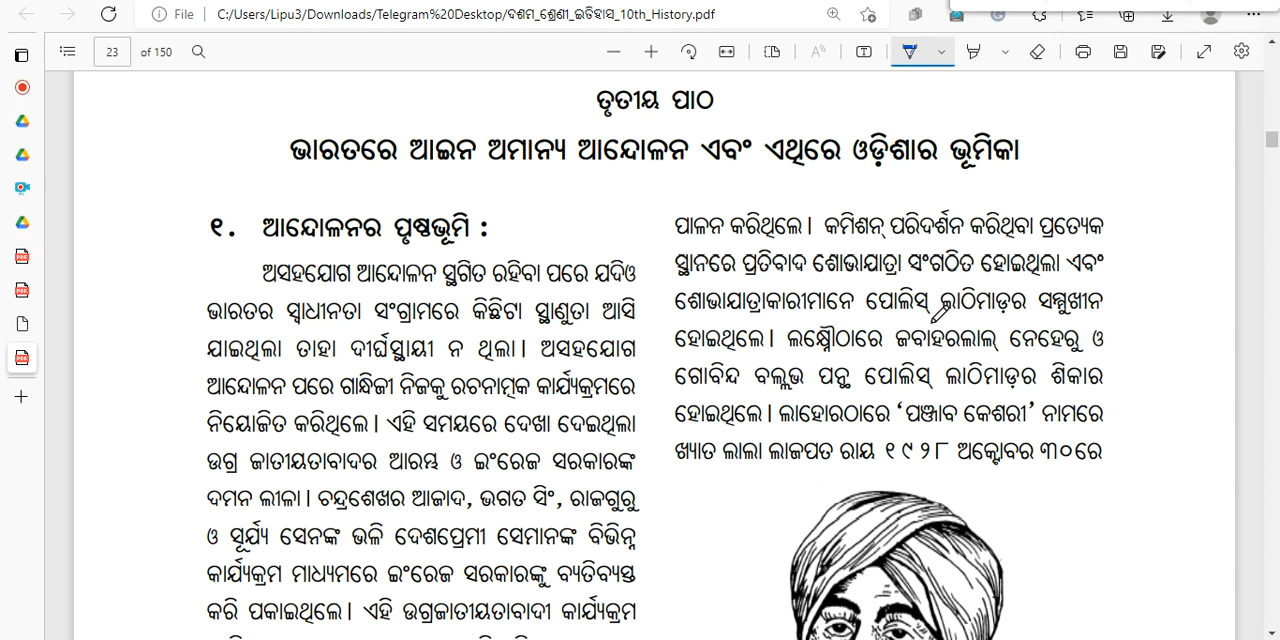 File
C:/Users/Lipu3/Downloads/Telegram%20Desktop/ଦଶମ_ଶ୍ରେଣୀ_ଇତିହାସ_10th_History.pdf
23 of 150
ତୃତୀୟ ପାଠ
ଭାରତରେ ଆଇନ ଅମାନ୍ୟ ଆନ୍ଦୋଳନ ଏବଂ ଏଥିରେ ଓଡ଼ିଶାର ଭୂମିକା
୧. ଆନ୍ଦୋଳନର ପୃଷ୍ଠଭୂମି :
ଅସହଯୋଗ ଆନ୍ଦୋଳନ ସ୍ଥଗିତ ରହିବା ପରେ ଯଦିଓ
ଭାରତର ସ୍ୱାଧୀନତା ସଂଗ୍ରାମରେ କିଛିଟା ସ୍ଥାଣୁତା ଆସି
ଯାଇଥିଲା ତାହା ଦୀର୍ଘସ୍ଥାୟୀ ନ ଥିଲା। ଅସହଯୋଗ
ଆନ୍ଦୋଳନ ପରେ ଗାନ୍ଧିଜୀ ନିଜକୁ ରଚନାତ୍ମକ କାର୍ଯ୍ୟକ୍ରମରେ
ନିୟୋଜିତ କରିଥିଲେ। ଏହି ସମୟରେ ଦେଖା ଦେଇଥିଲା
ଉଗ୍ର ଜାତୀୟତାବାଦର ଆରମ୍ଭ ଓ ଇଂରେଜ ସରକାରଙ୍କ
ଦମନ ଲୀଳା। ଚନ୍ଦ୍ରଶେଖର ଆଜାଦ, ଭଗତ ସିଂ, ରାଜଗୁରୁ
ଓ ସୂର୍ଯ୍ୟ ସେନଙ୍କ ଭଳି ଦେଶପ୍ରେମୀ ସେମାନଙ୍କ ବିଭିନ୍ନ
କାର୍ଯ୍ୟକ୍ରମ ମାଧ୍ୟମରେ ଇଂରେଜ ସରକାରଙ୍କୁ ବ୍ୟତିବ୍ୟସ୍ତ
କରି ପକାଇଥିଲେ। ଏହି ଉଗ୍ରଜାତୀୟତାବାଦୀ କାର୍ଯ୍ୟକ୍ରମ
ପାଳନ କରିଥିଲେ। କମିଶନ୍ ପରିଦର୍ଶନ କରିଥିବା ପ୍ରତ୍ୟେକ
ସ୍ଥାନରେ ପ୍ରତିବାଦ ଶୋଭାଯାତ୍ରା ସଂଗଠିତ ହୋଇଥିଲା ଏବଂ
ଶୋଭାଯାତ୍ରାକାରୀମାନେ ପୋଲିସ୍ ଲାଠିମାଡ଼ର ସମ୍ମୁଖୀନ
ହୋଇଥିଲେ। ଲକ୍ଷ୍ନୌଠାରେ ଜବାହରଲାଲ୍ ନେହେରୁ ଓ
ଗୋବିନ୍ଦ ବଲ୍ଲଭ ପନ୍ଥ ପୋଲିସ୍ ଲାଠିମାଡ଼ର ଶିକାର
ହୋଇଥିଲେ। ଲାହୋରଠାରେ ‘ପଞ୍ଜାବ କେଶରୀ’ ନାମରେ
ଖ୍ୟାତ ଲାଲା ଲାଜପତ ରାୟ ୧୯୨୮ ଅକ୍ଟୋବର ୩୦ରେ